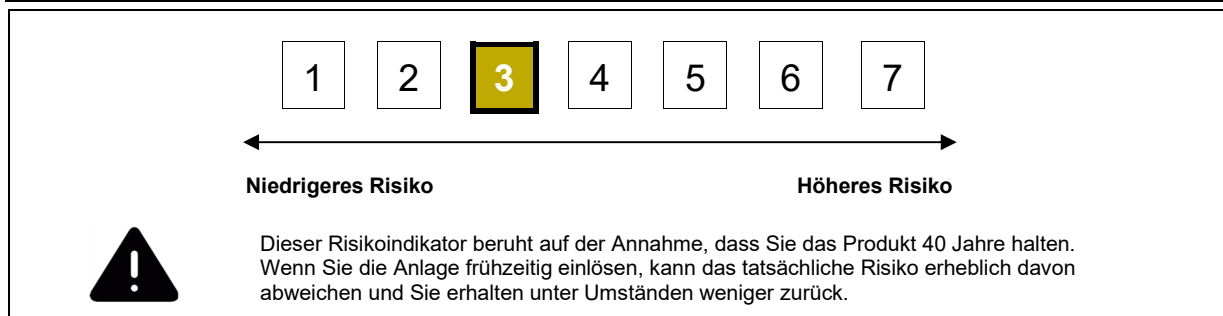 1 2 3 4 5 6 7
Niedrigeres Risiko Höheres Risiko
Dieser Risikoindikator beruht auf der Annahme, dass Sie das Produkt 40 Jahre halten.
Wenn Sie die Anlage frühzeitig einlösen, kann das tatsächliche Risiko erheblich davon
abweichen und Sie erhalten unter Umständen weniger zurück.